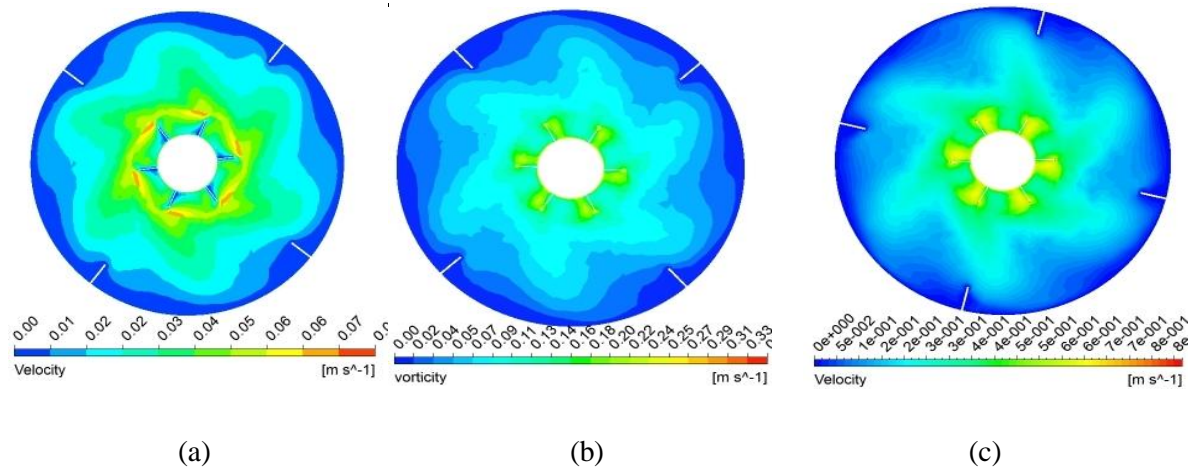 0.00 0.01 0.02 0.02 0.03 0.04 0.05 0.06 0.06 0.07
Velocity [m s^-1]
0.00 0.02 0.04 0.05 0.07 0.09 0.11 0.13 0.14 0.16 0.18 0.20 0.22 0.24 0.25 0.27 0.29 0.31 0.33
vorticity [m s^-1]
0e+000 5e-002 1e-001 2e-001 2e-001 3e-001 3e-001 4e-001 4e-001 5e-001 5e-001 6e-001 6e-001 7e-001 7e-001 8e-001
Velocity [m s^-1]
(a) (b) (c)